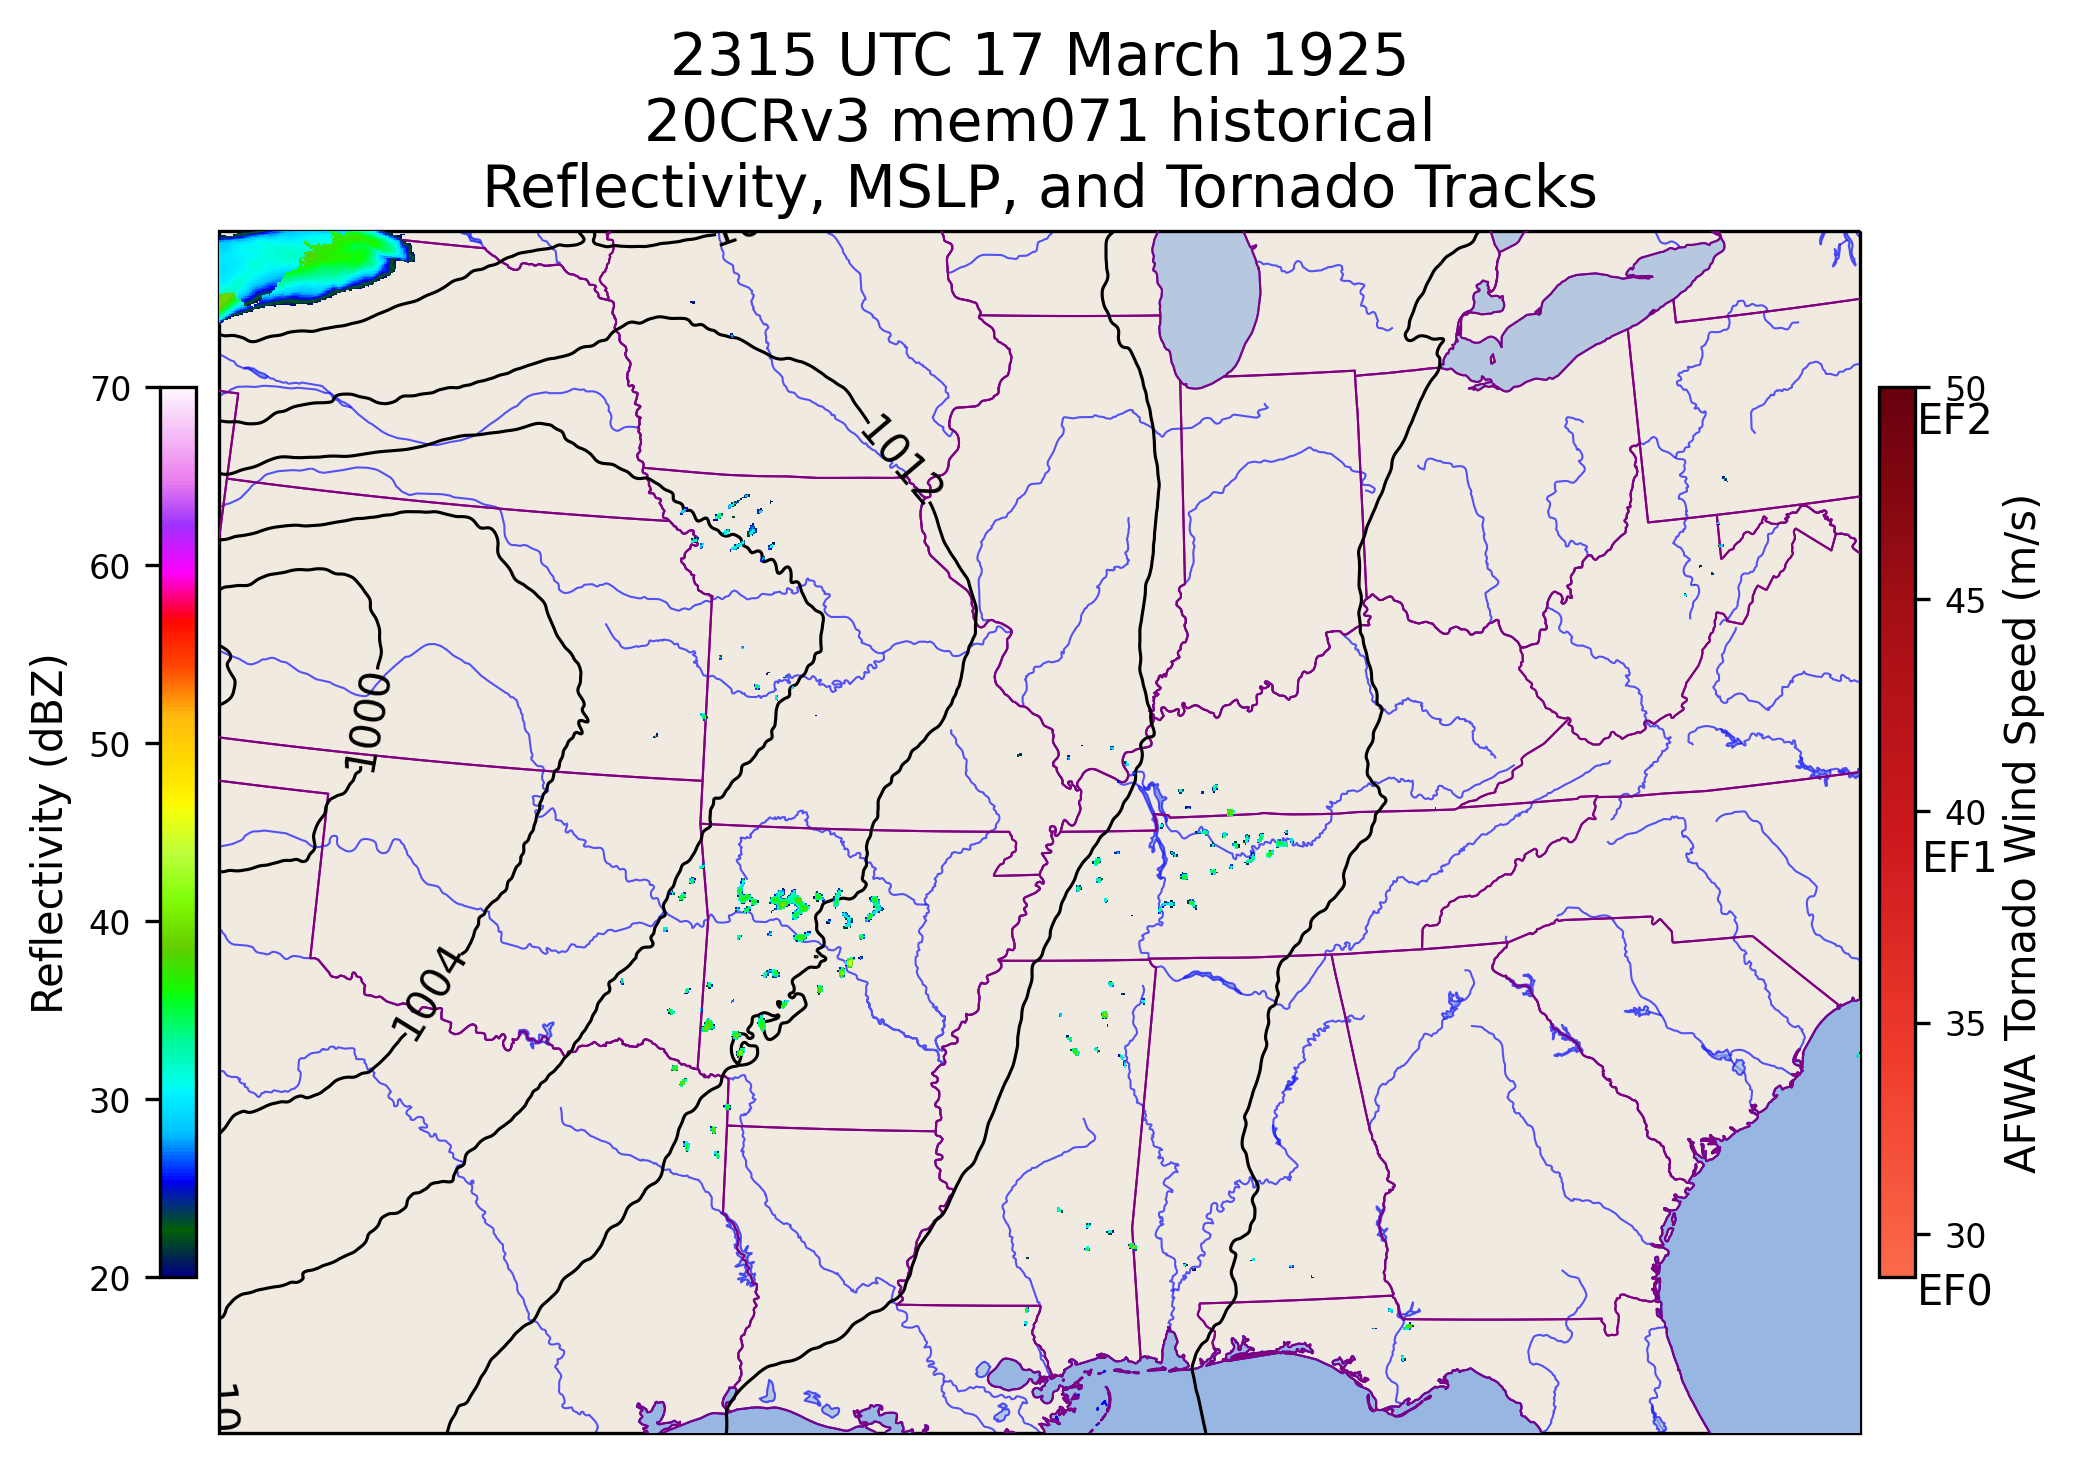 2315 UTC 17 March 1925
20CRv3 mem071 historical
Reflectivity, MSLP, and Tornado Tracks
1012
1000
1004
10
70
60
50
40
30
20
Reflectivity (dBZ)
50
EF2
45
40
EF1
35
30
EF0
AFWA Tornado Wind Speed (m/s)